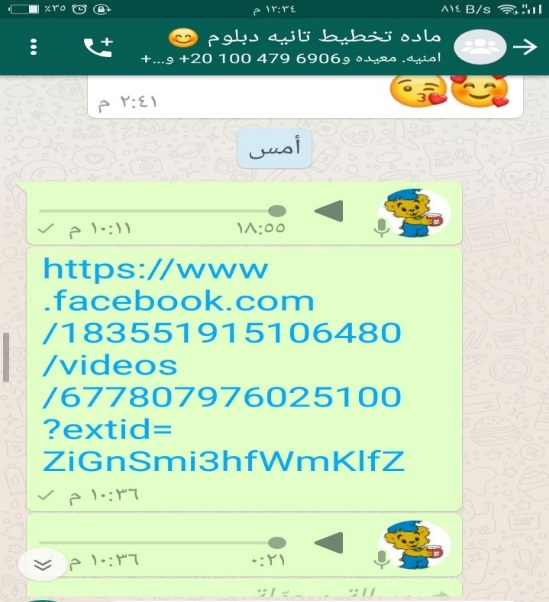 ٪٣٥ ١٢:٣٤ م ٨١٤ B/s
ماده تخطيط تانيه دبلوم 😊
امنيه. معيده و6906 479 100 20+ و...+
٢:٤١ م
أمس
١٨:٥٥ ١٠:١١ م
https://www
.facebook.com
/183551915106480
/videos
/677807976025100
?extid=
ZiGnSmi3hfWmKlfZ
١٠:٣٦ م
٠:٢١ ١٠:٣٦ م